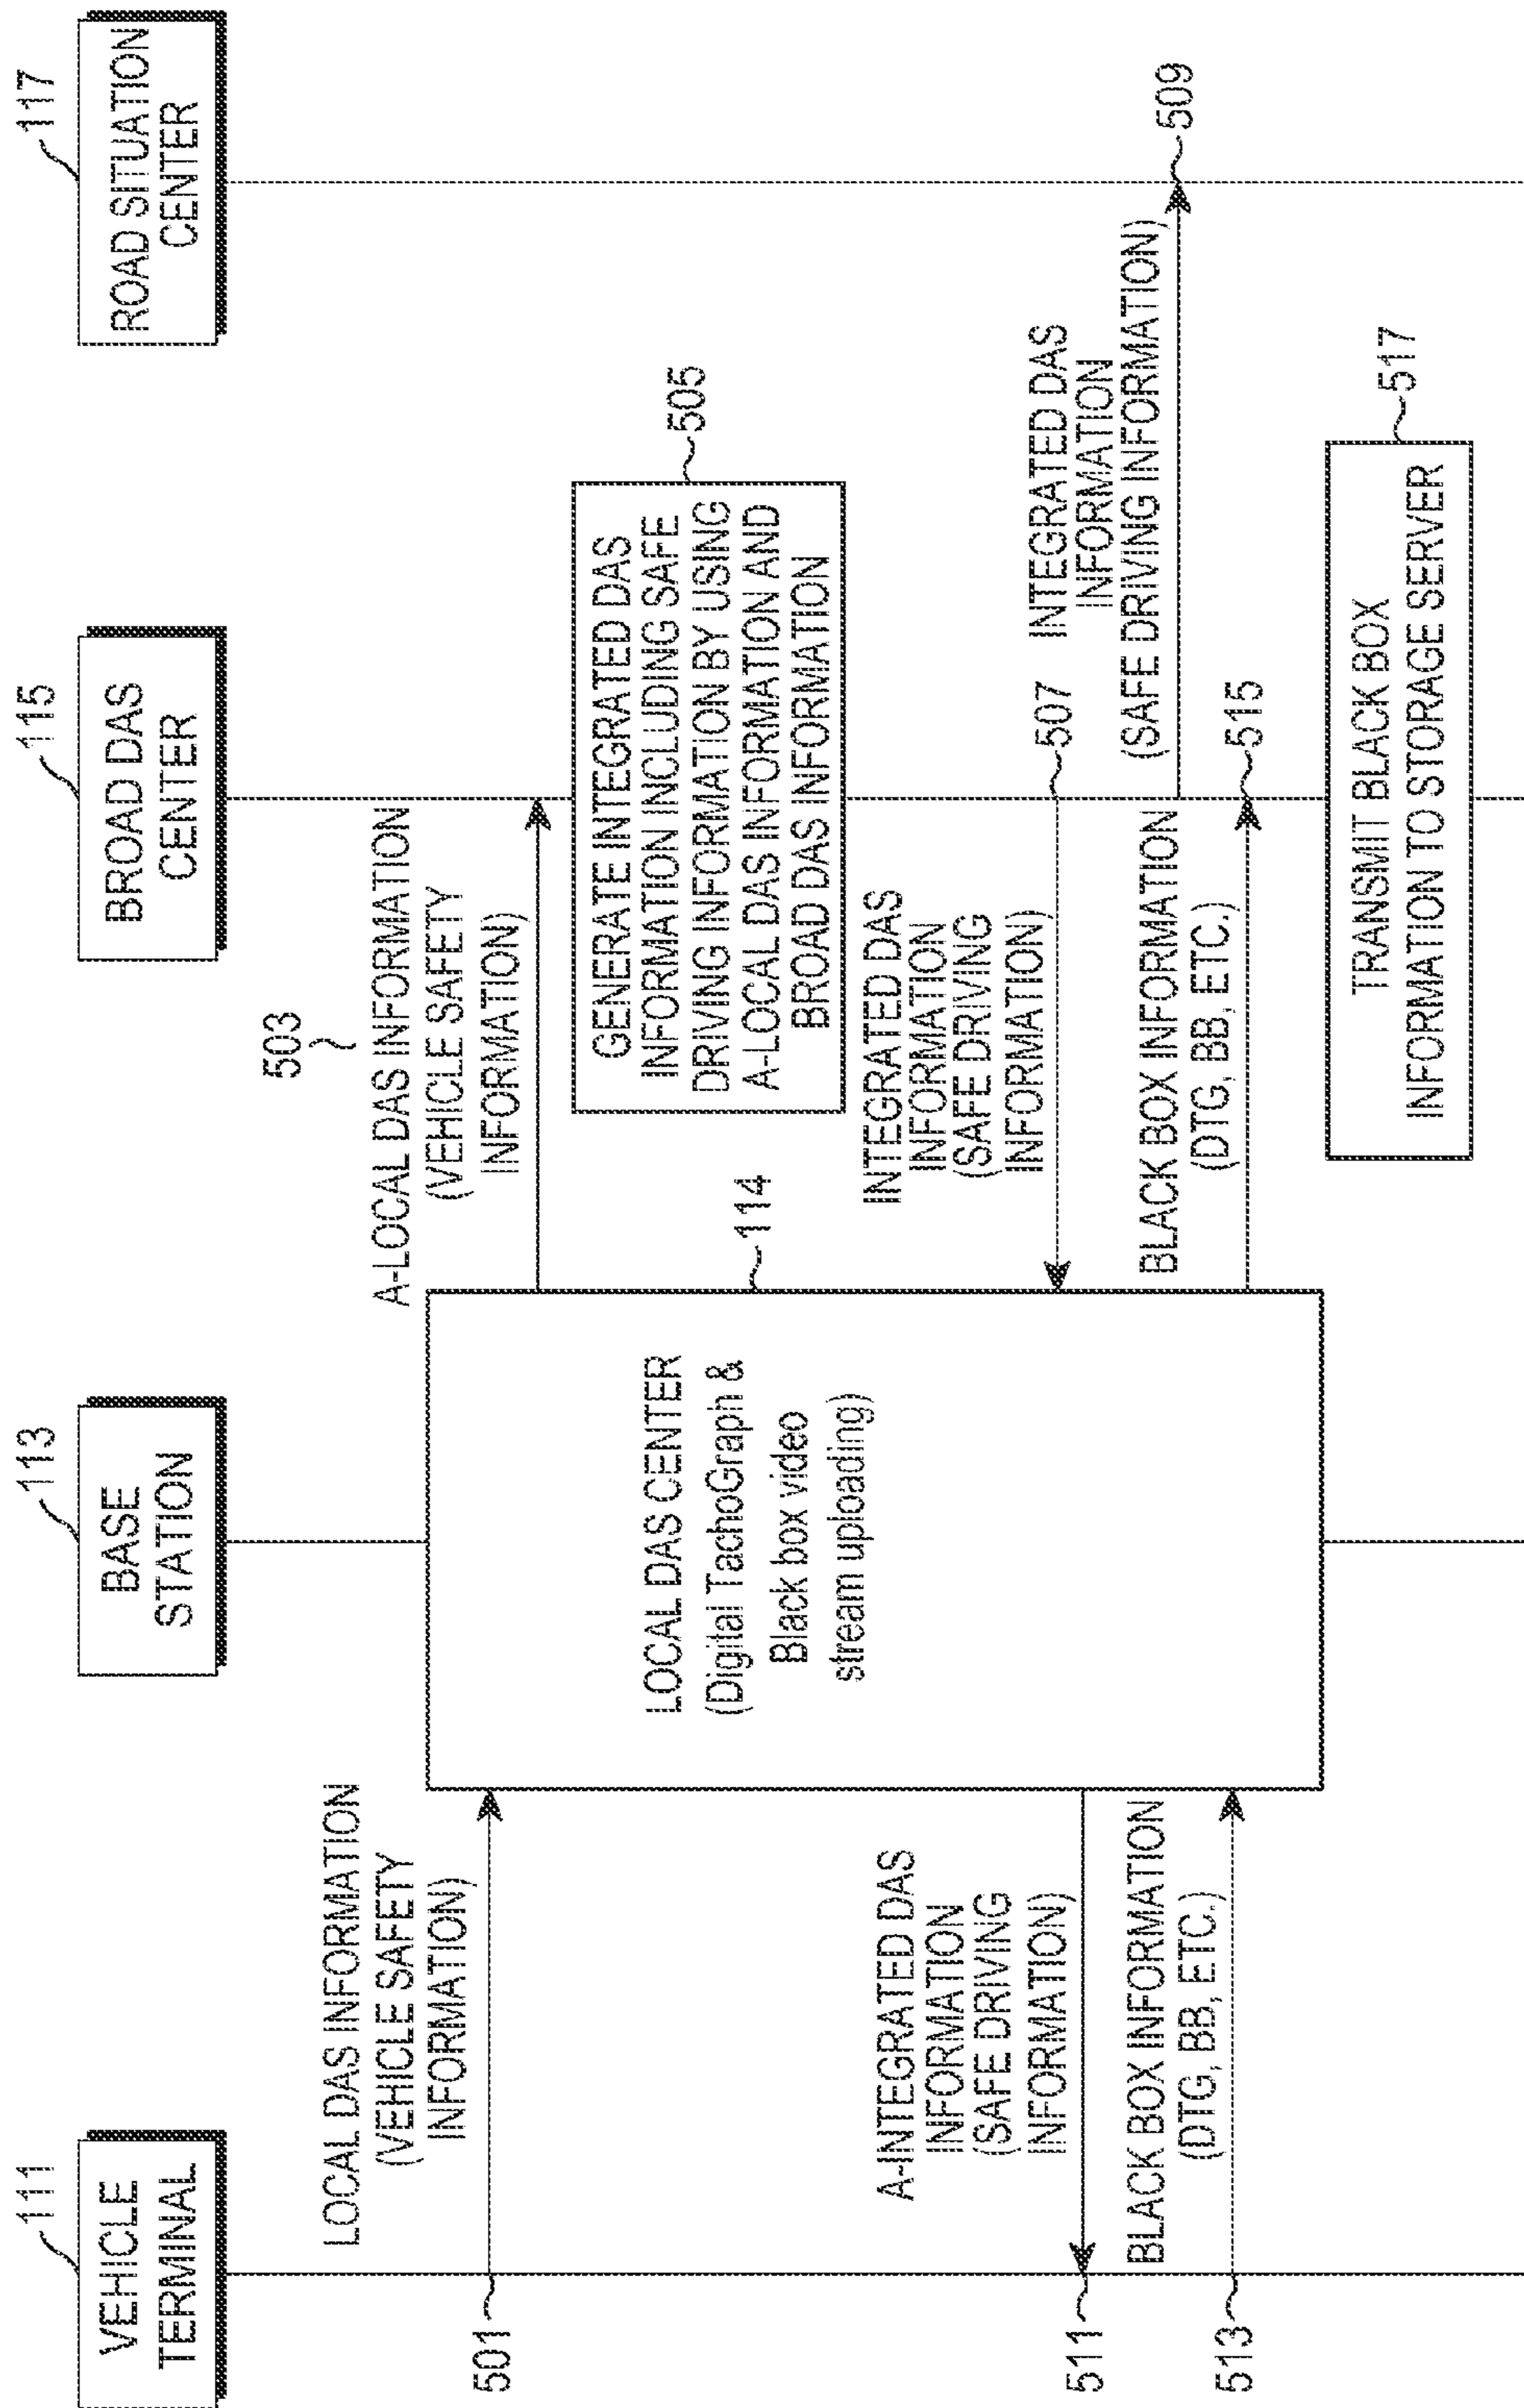 111
VEHICLE
TERMINAL
113
BASE
STATION
115
BROAD DAS
CENTER
117
ROAD SITUATION
CENTER
LOCAL DAS INFORMATION
(VEHICLE SAFETY
INFORMATION)
501
503
A-LOCAL DAS INFORMATION
(VEHICLE SAFETY
INFORMATION)
505
GENERATE INTEGRATED DAS
INFORMATION INCLUDING SAFE
DRIVING INFORMATION BY USING
A-LOCAL DAS INFORMATION AND
BROAD DAS INFORMATION
114
LOCAL DAS CENTER
(Digital TachoGraph &
Black box video
stream uploading)
INTEGRATED DAS
INFORMATION
(SAFE DRIVING
INFORMATION)
507
INTEGRATED DAS
INFORMATION
(SAFE DRIVING INFORMATION)
509
A-INTEGRATED DAS
INFORMATION
(SAFE DRIVING
INFORMATION)
511
BLACK BOX INFORMATION
(DTG, BB, ETC.)
513
BLACK BOX INFORMATION
(DTG, BB, ETC.)
515
517
TRANSMIT BLACK BOX
INFORMATION TO STORAGE SERVER